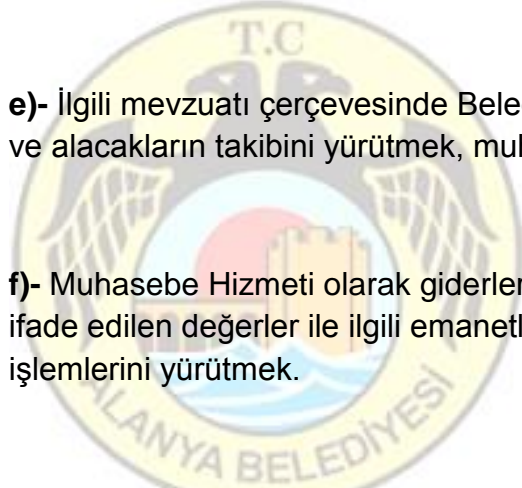 T.C
e)- İlgili mevzuatı çerçevesinde Bele
ve alacakların takibini yürütmek, mu
f)- Muhasebe Hizmeti olarak giderler
ifade edilen değerler ile ilgili emanetl
işlemlerini yürütmek.
ALANYA BELEDİYESİ